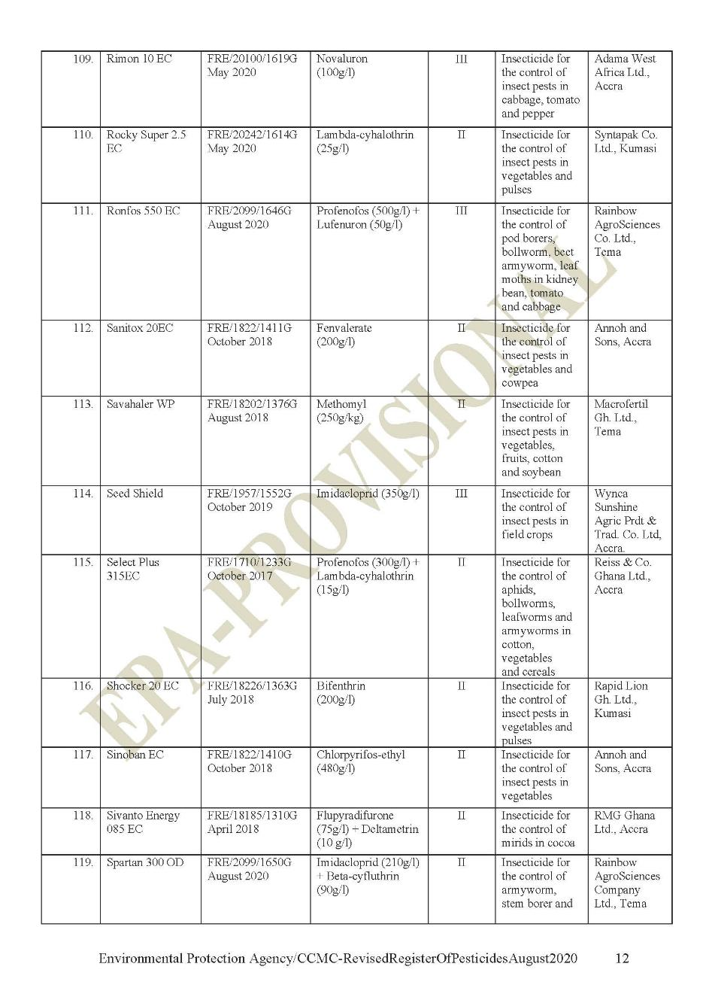 109. Rimon 10 EC FRE/20100/1619G Novaluron III Insecticide for Adama West
May 2020 (100g/l) the control of Africa Ltd.,
insect pests in Accra
cabbage, tomato
and pepper
110. Rocky Super 2.5 FRE/20242/1614G Lambda-cyhalothrin II Insecticide for Syntapak Co.
EC May 2020 (25g/l) the control of Ltd., Kumasi
insect pests in
vegetables and
pulses
111. Ronfos 550 EC FRE/2099/1646G Profenofos (500g/l) + III Insecticide for Rainbow
August 2020 Lufenuron (50g/l) the control of AgroSciences
pod borers, Co. Ltd.,
bollworm, beet Tema
armyworm, leaf
moths in kidney
bean, tomato
and cabbage
112. Sanitox 20EC FRE/1822/1411G Fenvalerate II Insecticide for Annoh and
October 2018 (200g/l) the control of Sons, Accra
insect pests in
vegetables and
cowpea
113. Savahaler WP FRE/18202/1376G Methomyl II Insecticide for Macrofertil
August 2018 (250g/kg) the control of Gh. Ltd.,
insect pests in Tema
vegetables,
fruits, cotton
and soybean
114. Seed Shield FRE/1957/1552G Imidacloprid (350g/l) III Insecticide for Wynca
October 2019 the control of Sunshine
insect pests in Agric Prdt &
field crops Trad. Co. Ltd,
Accra.
115. Select Plus FRE/1710/1233G Profenofos (300g/l) + II Insecticide for Reiss & Co.
315EC October 2017 Lambda-cyhalothrin the control of Ghana Ltd.,
(15g/l) aphids, Accra
bollworms,
leafworms and
armyworms in
cotton,
vegetables
and cereals
116. Shocker 20 EC FRE/18226/1363G Bifenthrin II Insecticide for Rapid Lion
July 2018 (200g/l) the control of Gh. Ltd.,
insect pests in Kumasi
vegetables and
pulses
117. Sinoban EC FRE/1822/1410G Chlorpyrifos-ethyl II Insecticide for Annoh and
October 2018 (480g/l) the control of Sons, Accra
insect pests in
vegetables
118. Sivanto Energy FRE/18185/1310G Flupyradifurone II Insecticide for RMG Ghana
085 EC April 2018 (75g/l) + Deltametrin the control of Ltd., Accra
(10 g/l) mirids in cocoa
119. Spartan 300 OD FRE/2099/1650G Imidacloprid (210g/l) II Insecticide for Rainbow
August 2020 + Beta-cyfluthrin the control of AgroSciences
(90g/l) armyworm, Company
stem borer and Ltd., Tema
EPA-PROVISIONAL
Environmental Protection Agency/CCMC-RevisedRegisterOfPesticidesAugust2020 12